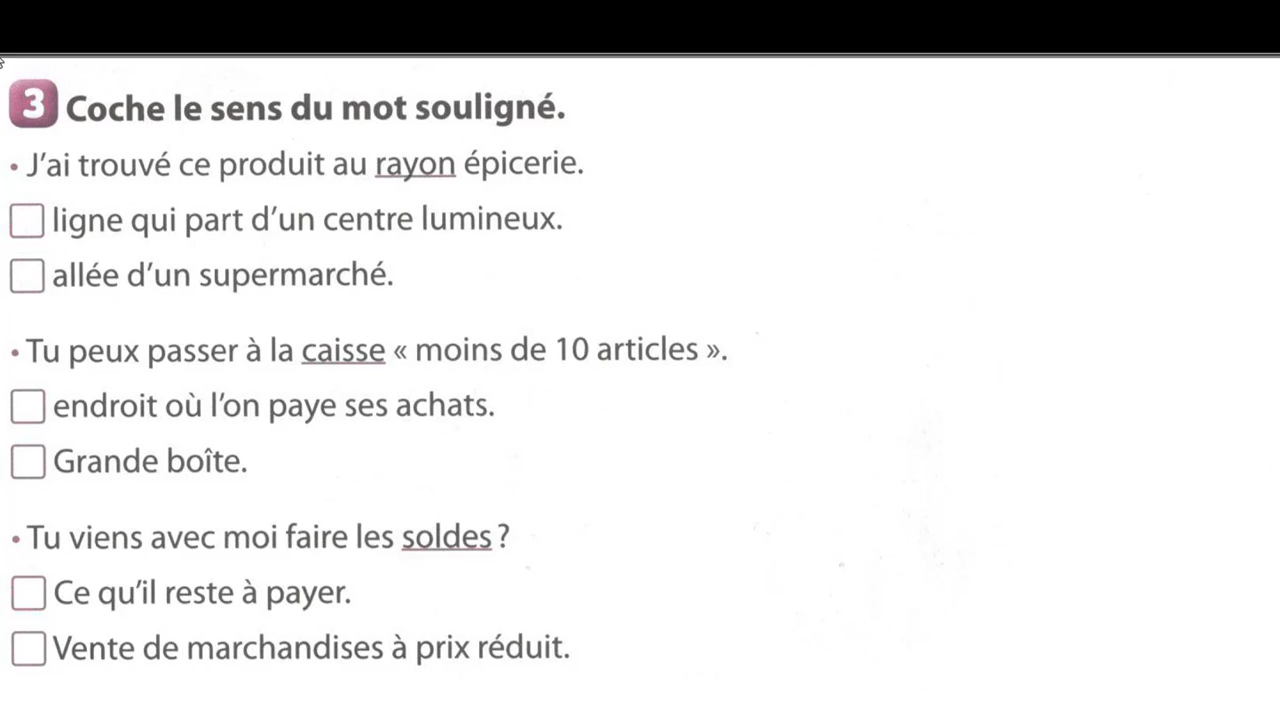 3 Coche le sens du mot souligné.
• J'ai trouvé ce produit au rayon épicerie.
ligne qui part d'un centre lumineux.
allée d'un supermarché.
• Tu peux passer à la caisse « moins de 10 articles ».
endroit où l'on paye ses achats.
Grande boîte.
• Tu viens avec moi faire les soldes ?
Ce qu'il reste à payer.
Vente de marchandises à prix réduit.